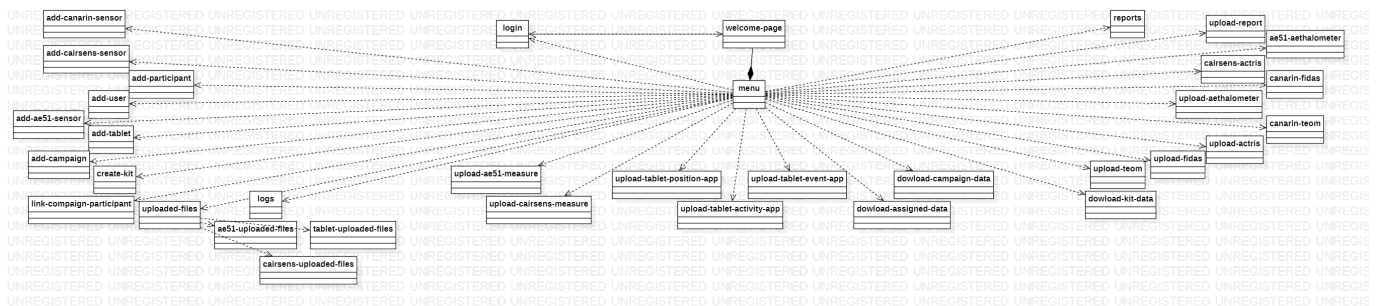 add-canarin-sensor
login
welcome-page
reports
upload-report
ae51-aethalometer
add-cairsens-sensor
cairsens-actris
add-participant
canarin-fidas
menu
add-user
upload-aethalometer
add-ae51-sensor
canarin-teom
add-tablet
upload-actris
add-campaign
upload-fidas
create-kit
upload-ae51-measure
upload-tablet-position-app
upload-tablet-event-app
dowload-campaign-data
upload-teom
link-compaign-participant
uploaded-files
logs
upload-cairsens-measure
upload-tablet-activity-app
dowload-assigned-data
dowload-kit-data
ae51-uploaded-files
tablet-uploaded-files
cairsens-uploaded-files
UNREGISTERED